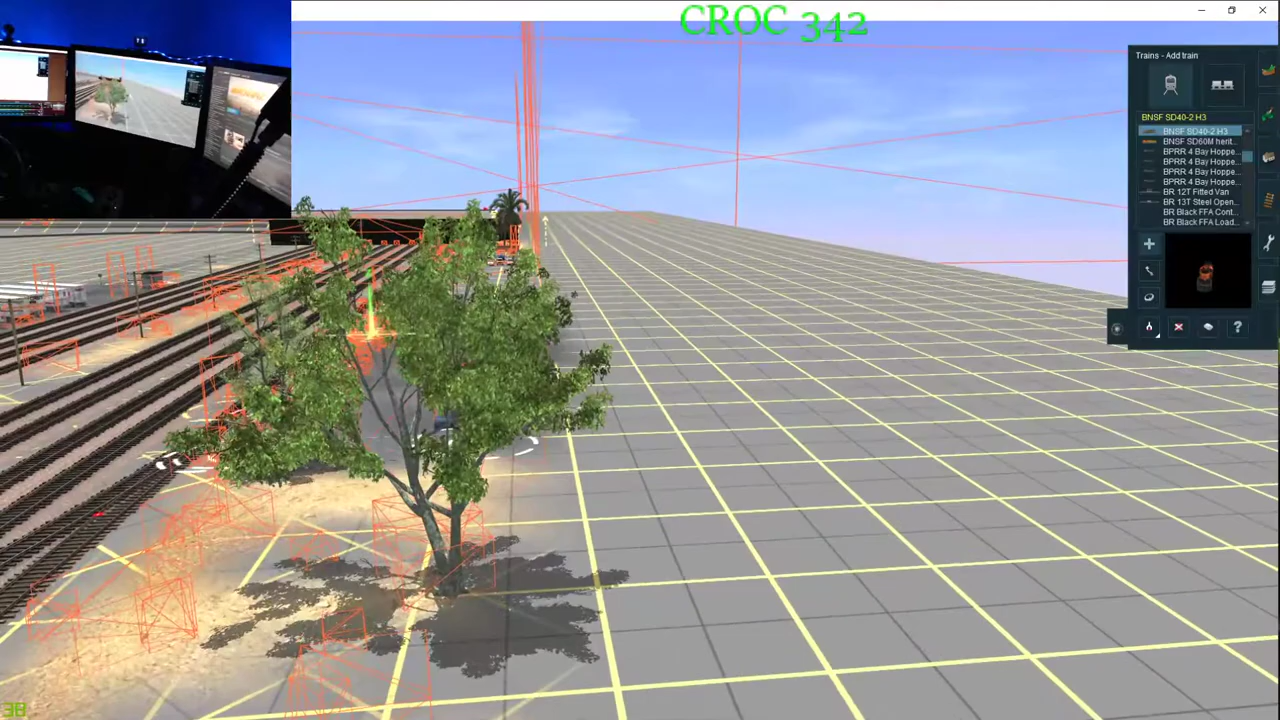 CROC 342
Trains - Add train
BNSF SD40-2 H3
BNSF SD40-2 H3
BNSF SD60M herit...
BPRR 4 Bay Hoppe...
BPRR 4 Bay Hoppe...
BPRR 4 Bay Hoppe...
BPRR 4 Bay Hoppe...
BR 12T Fitted Van
BR 13T Steel Open...
BR Black FFA Cont...
BR Black FFA Load...
?
38